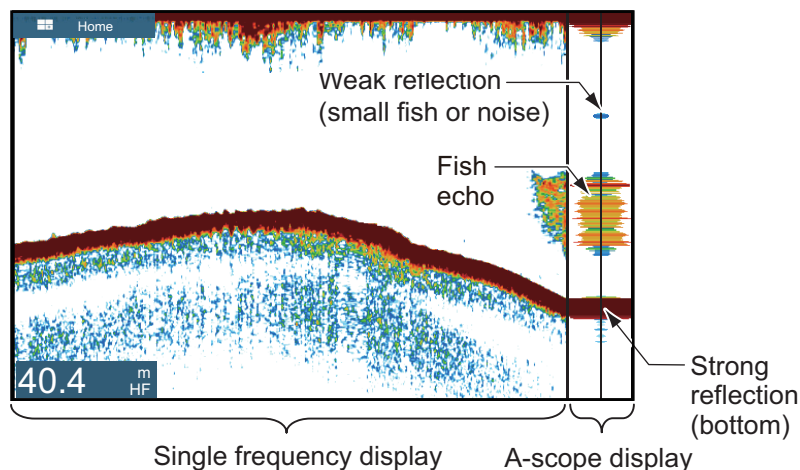 Home
Weak reflection
(small fish or noise)
Fish
echo
40.4 m
HF
Strong
reflection
(bottom)
Single frequency display
A-scope display